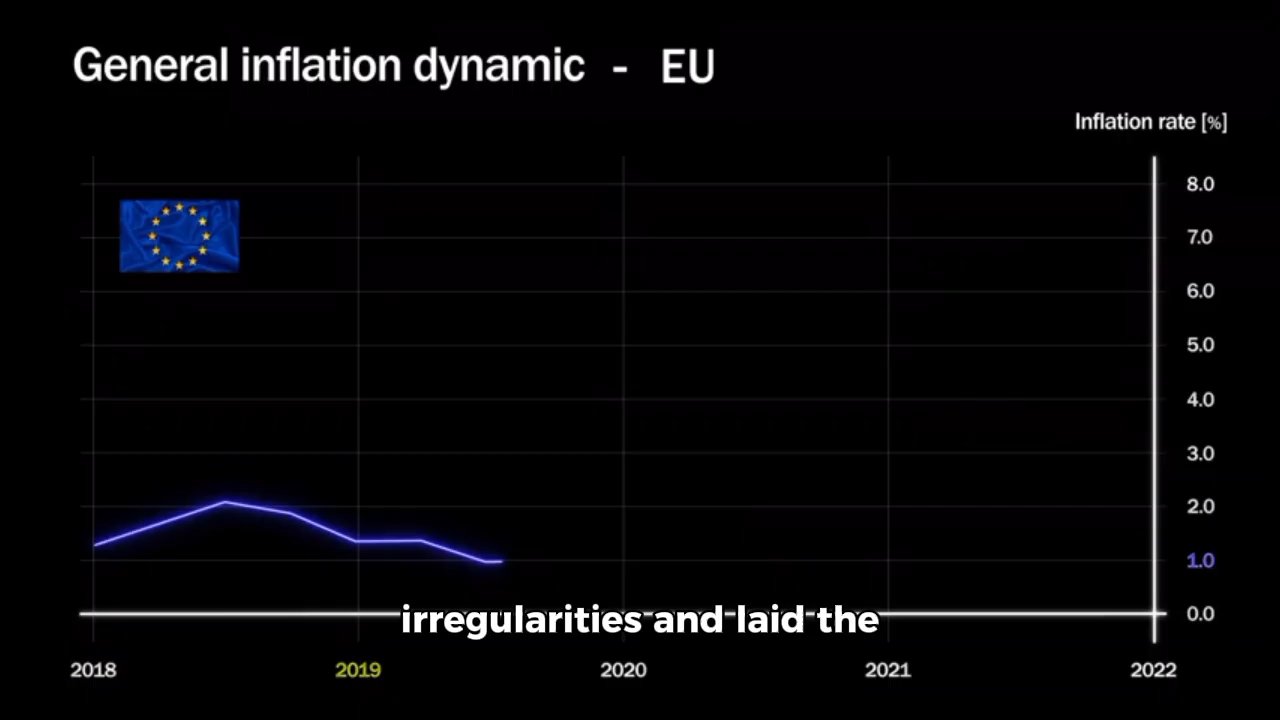 General inflation dynamic - EU
Inflation rate [%]
8.0
7.0
6.0
5.0
4.0
3.0
2.0
1.0
0.0
irregularities and laid the
2018 2019 2020 2021 2022